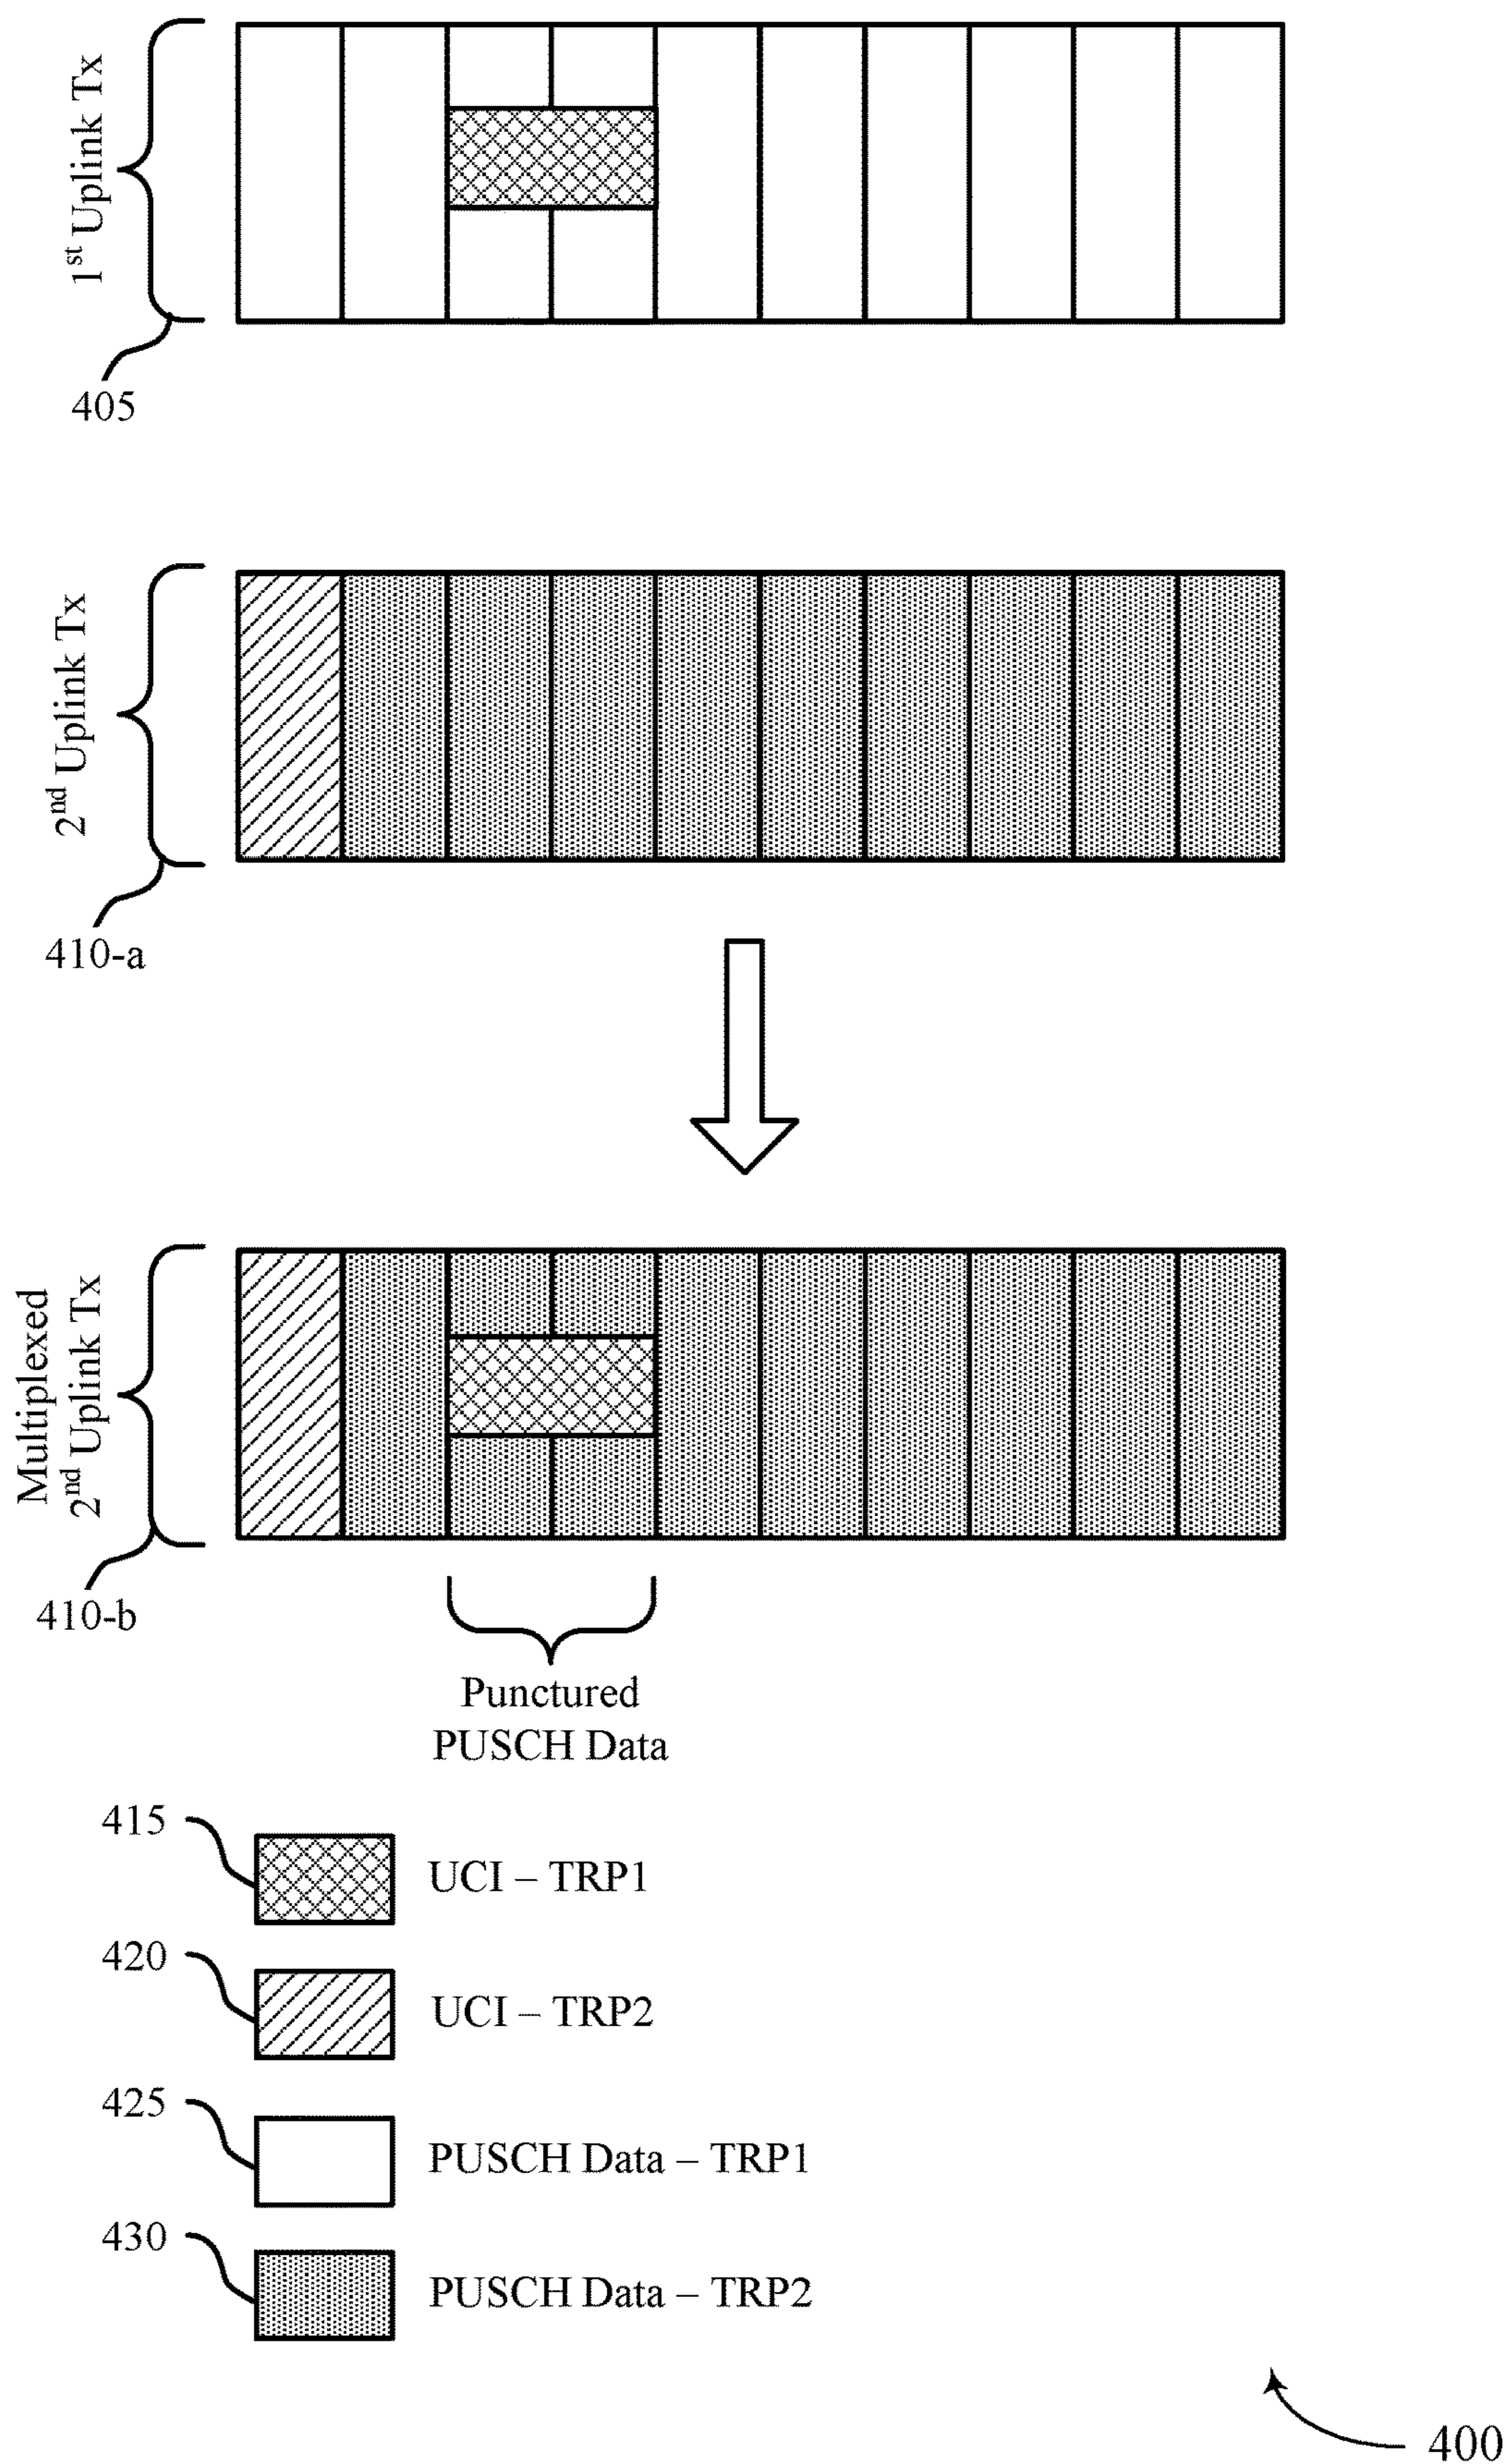 1st Uplink Tx
405
2nd Uplink Tx
410-a
Multiplexed
2nd Uplink Tx
410-b
Punctured
PUSCH Data
415
UCI – TRP1
420
UCI – TRP2
425
PUSCH Data – TRP1
430
PUSCH Data – TRP2
400